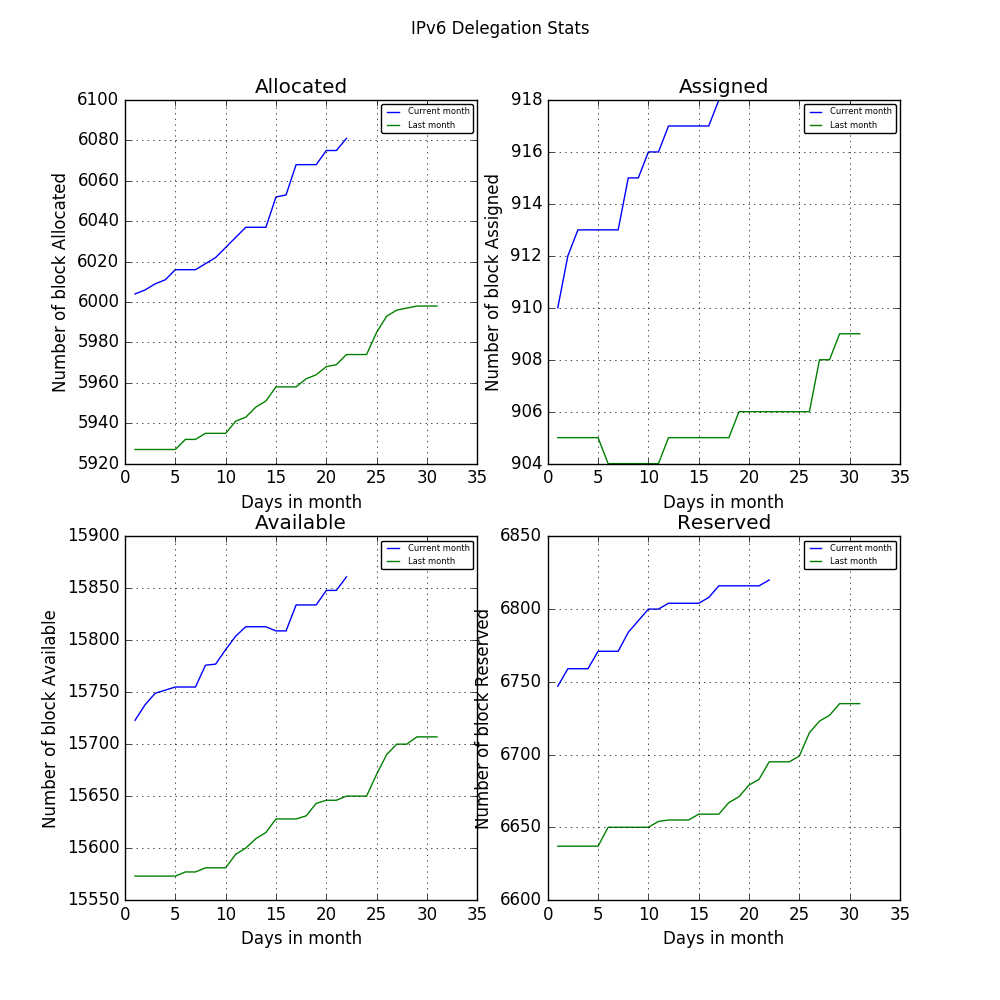 IPv6 Delegation Stats
Allocated
Number of block Allocated
6100
6080
6060
6040
6020
6000
5980
5960
5940
5920
Current month
Last month
0 5 10 15 20 25 30 35
Days in month
Assigned
Number of block Assigned
918
916
914
912
910
908
906
904
Current month
Last month
0 5 10 15 20 25 30 35
Days in month
Available
Number of block Available
15900
15850
15800
15750
15700
15650
15600
15550
Current month
Last month
0 5 10 15 20 25 30 35
Days in month
Reserved
Number of block Reserved
6850
6800
6750
6700
6650
6600
Current month
Last month
0 5 10 15 20 25 30 35
Days in month